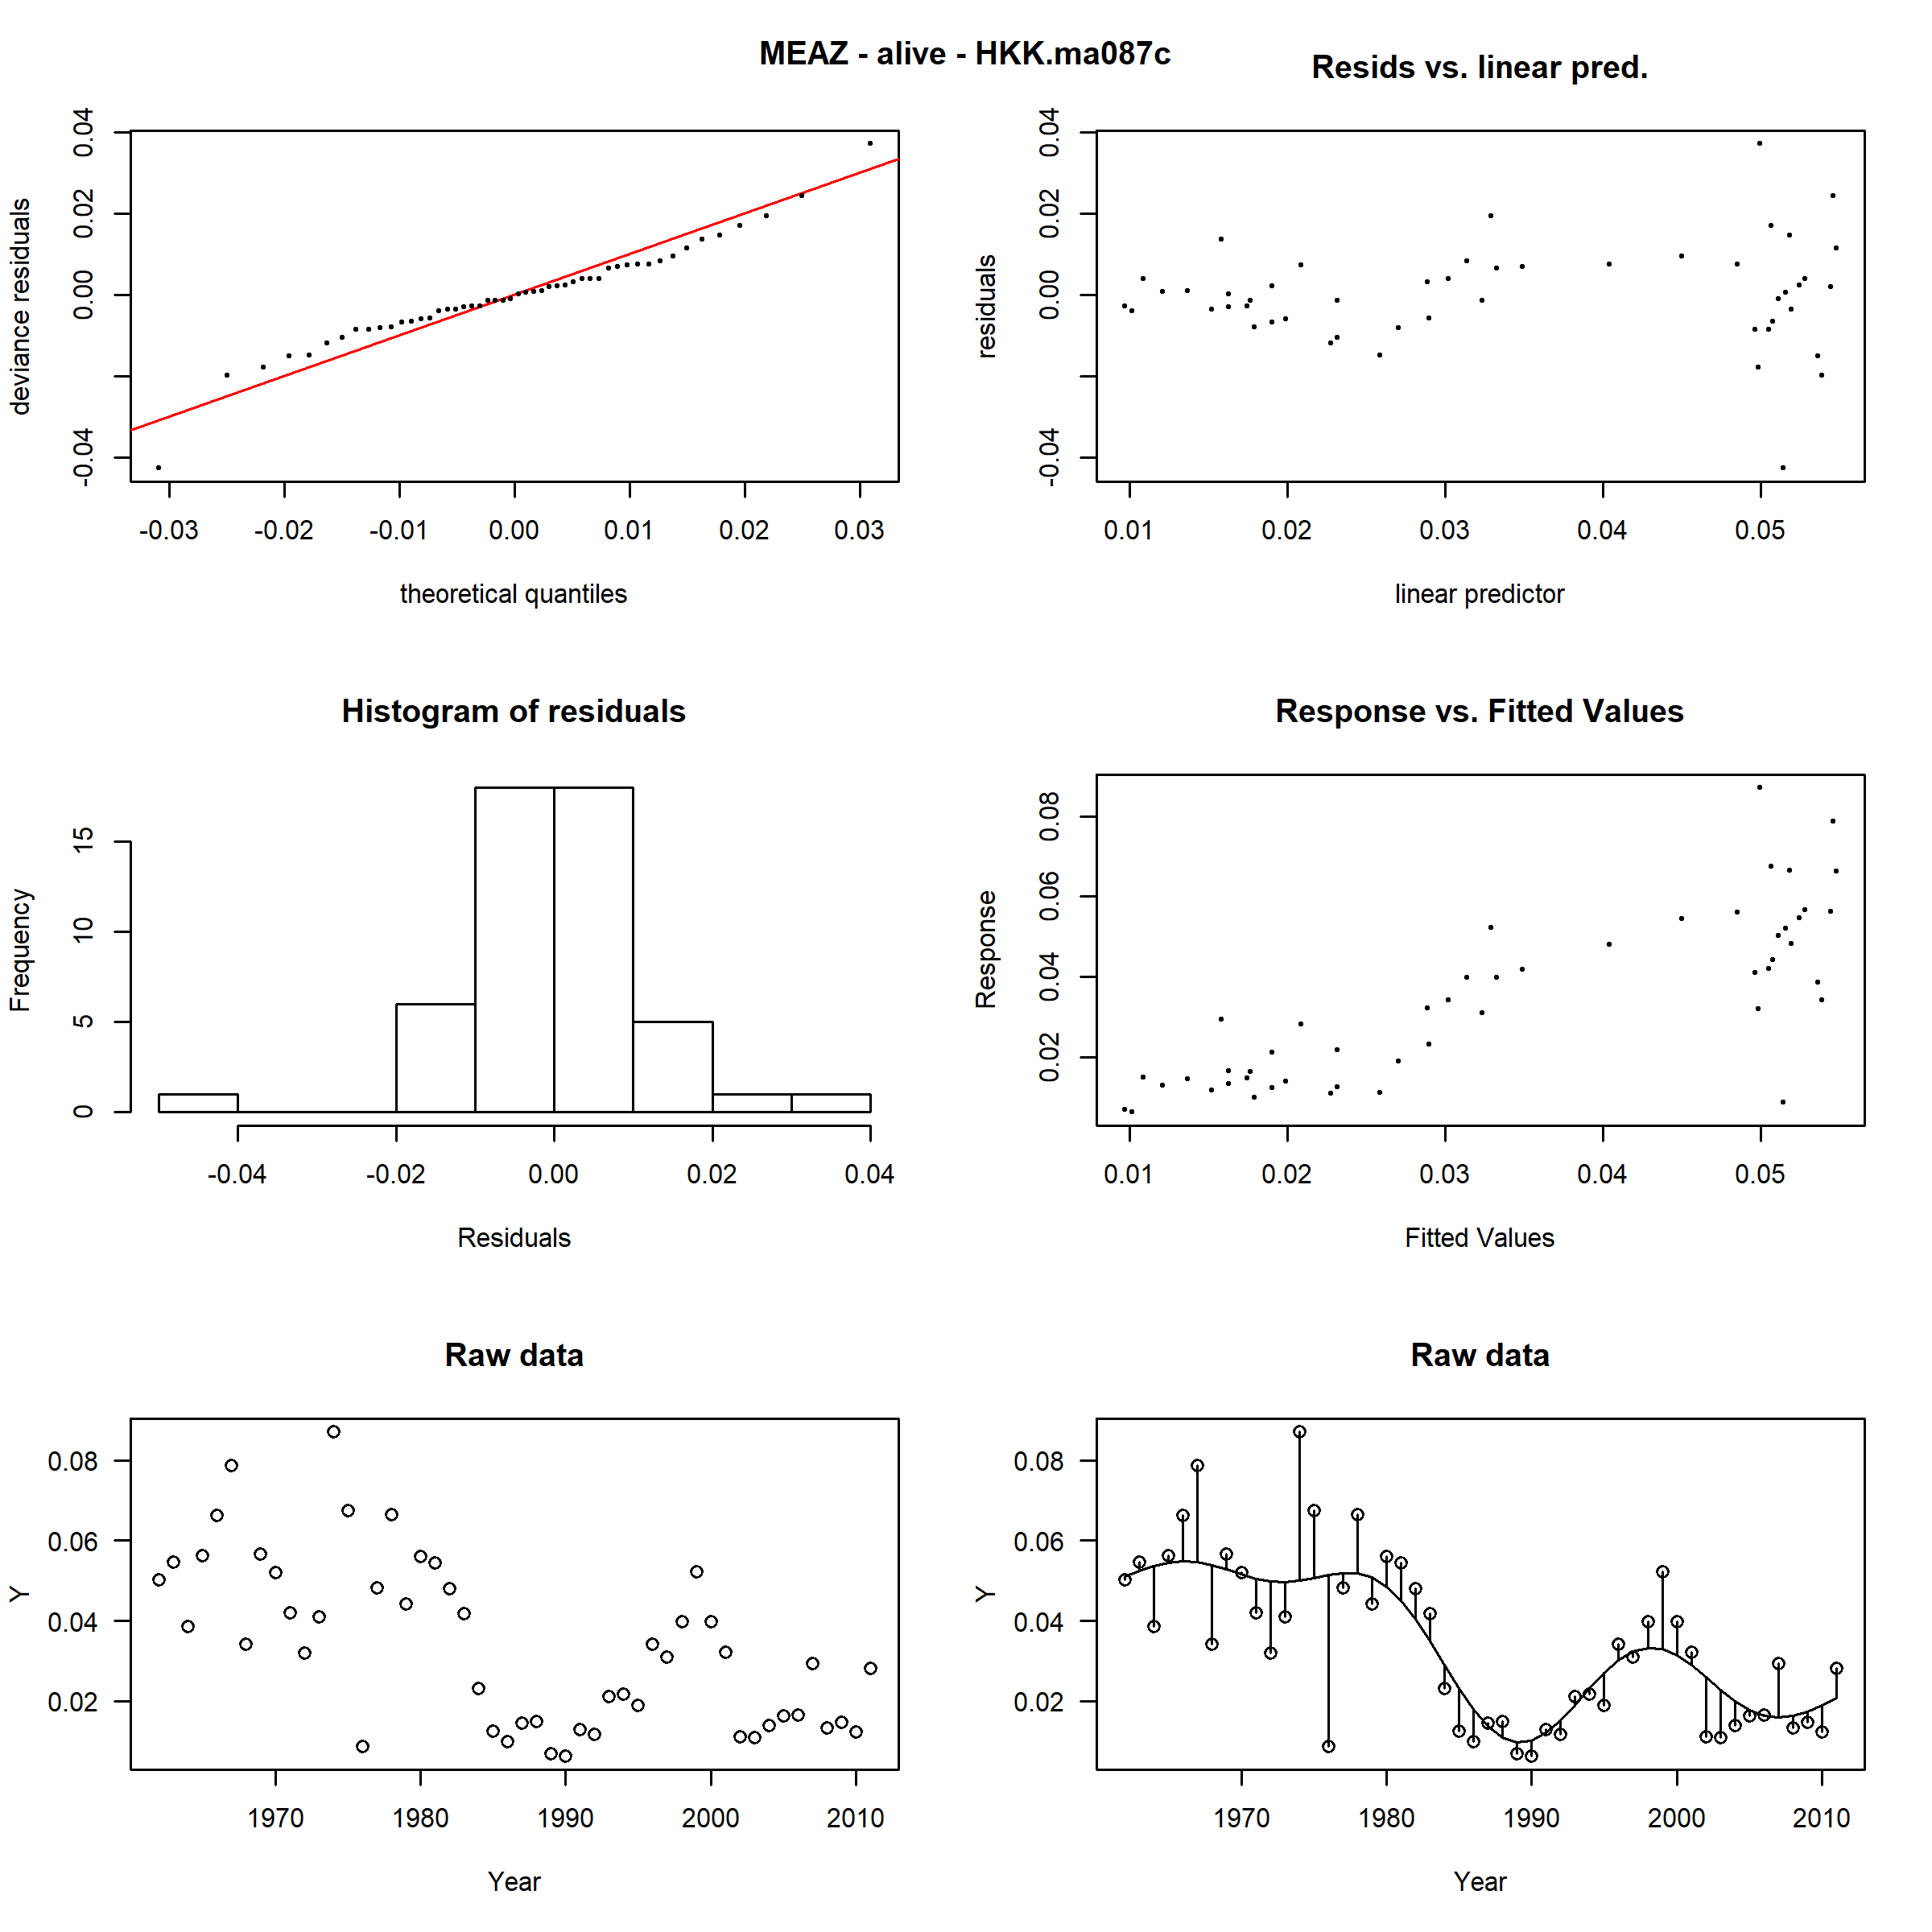 MEAZ - alive - HKK.ma087c
deviance residuals
0.04
0.02
0.00
-0.04
-0.03 -0.02 -0.01 0.00 0.01 0.02 0.03
theoretical quantiles
Resids vs. linear pred.
residuals
0.04
0.02
0.00
-0.04
0.01 0.02 0.03 0.04 0.05
linear predictor
Histogram of residuals
Frequency
15
10
5
0
-0.04 -0.02 0.00 0.02 0.04
Residuals
Response vs. Fitted Values
Response
0.08
0.06
0.04
0.02
0.01 0.02 0.03 0.04 0.05
Fitted Values
Raw data
Y
0.08
0.06
0.04
0.02
1970 1980 1990 2000 2010
Year
Raw data
Y
0.08
0.06
0.04
0.02
1970 1980 1990 2000 2010
Year